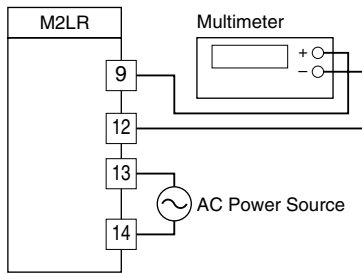 M2LR
Multimeter
+
–
9
12
13
AC Power Source
14